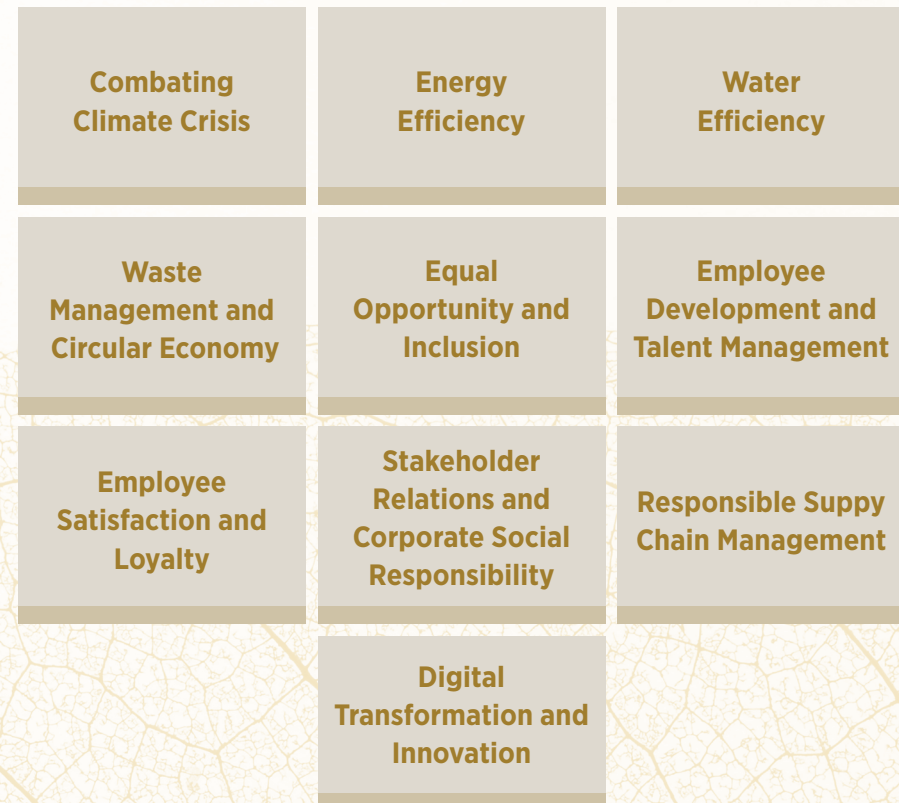 Combating
Climate Crisis
Energy
Efficiency
Water
Efficiency
Waste
Management and
Circular Economy
Equal
Opportunity and
Inclusion
Employee
Development and
Talent Management
Employee
Satisfaction and
Loyalty
Stakeholder
Relations and
Corporate Social
Responsibility
Responsible Suppy
Chain Management
Digital
Transformation and
Innovation